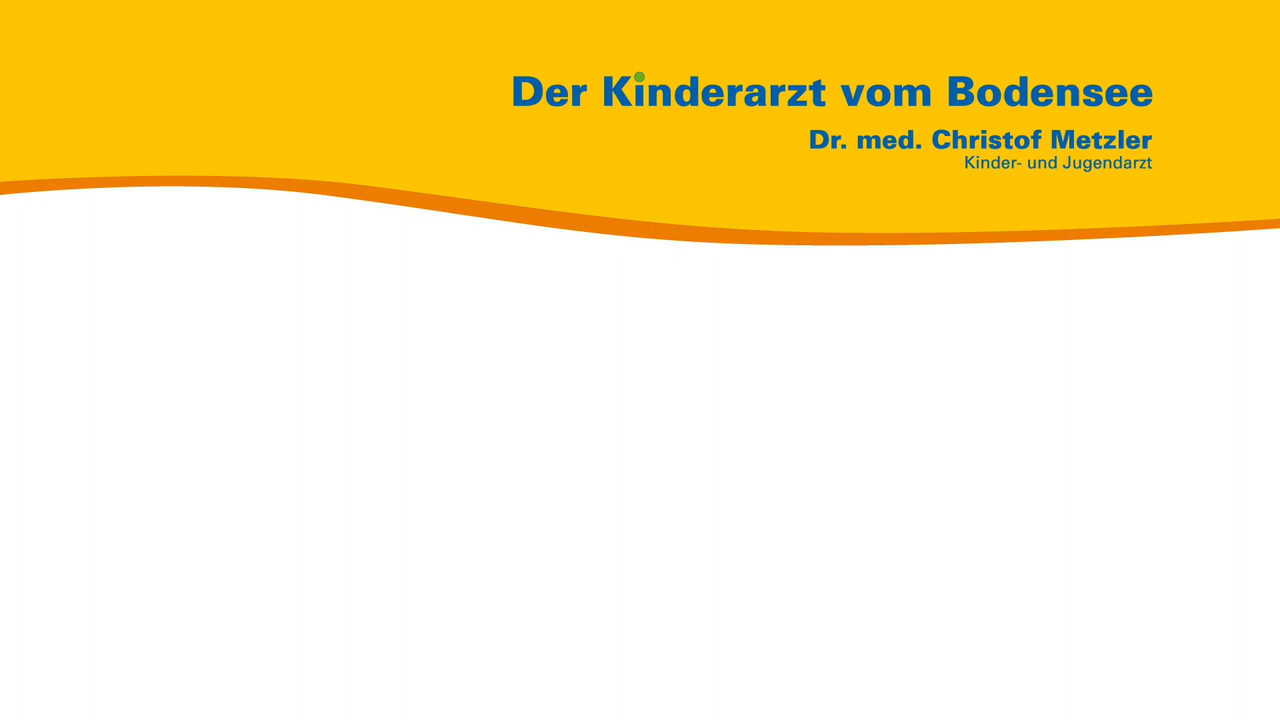 Der Kinderarzt vom Bodensee
Dr. med. Christof Metzler
Kinder- und Jugendarzt